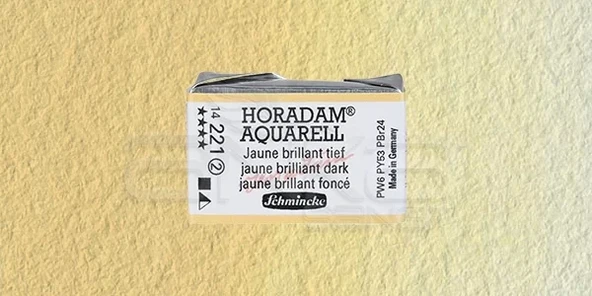 HORADAM®
AQUARELL
Jaune brillant tief
jaune brilliant dark
jaune brillant foncé
Schmincke
14
221
2
★★★★
PW6 PY53 PBr24
Made in Germany